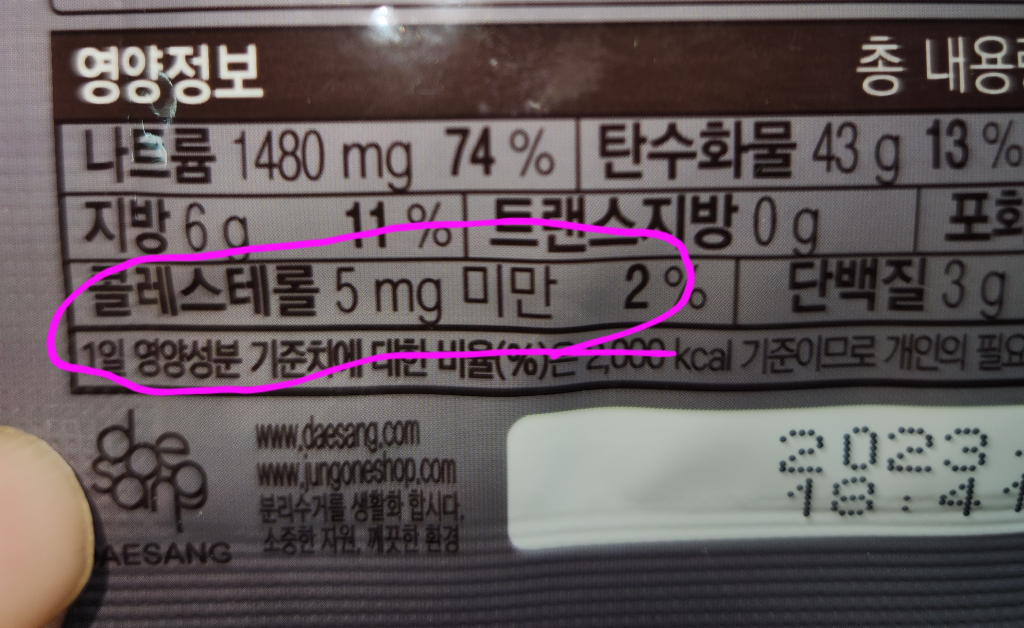 영양정보 총 내용
나트륨 1480 mg 74 % 탄수화물 43 g 13 %
지방 6 g 11 % 트랜스지방 0 g
콜레스테롤 5 mg 미만 2 % 단백질 3 g
1일 영양성분 기준치에 대한 비율(%)은 2,000 kcal 기준이므로 개인의
daesang
DAESANG
www.daesang.com
www.jungoneshop.com
분리수거를 생활화 합시다.
소중한 자원, 깨끗한 환경
2023
18:41